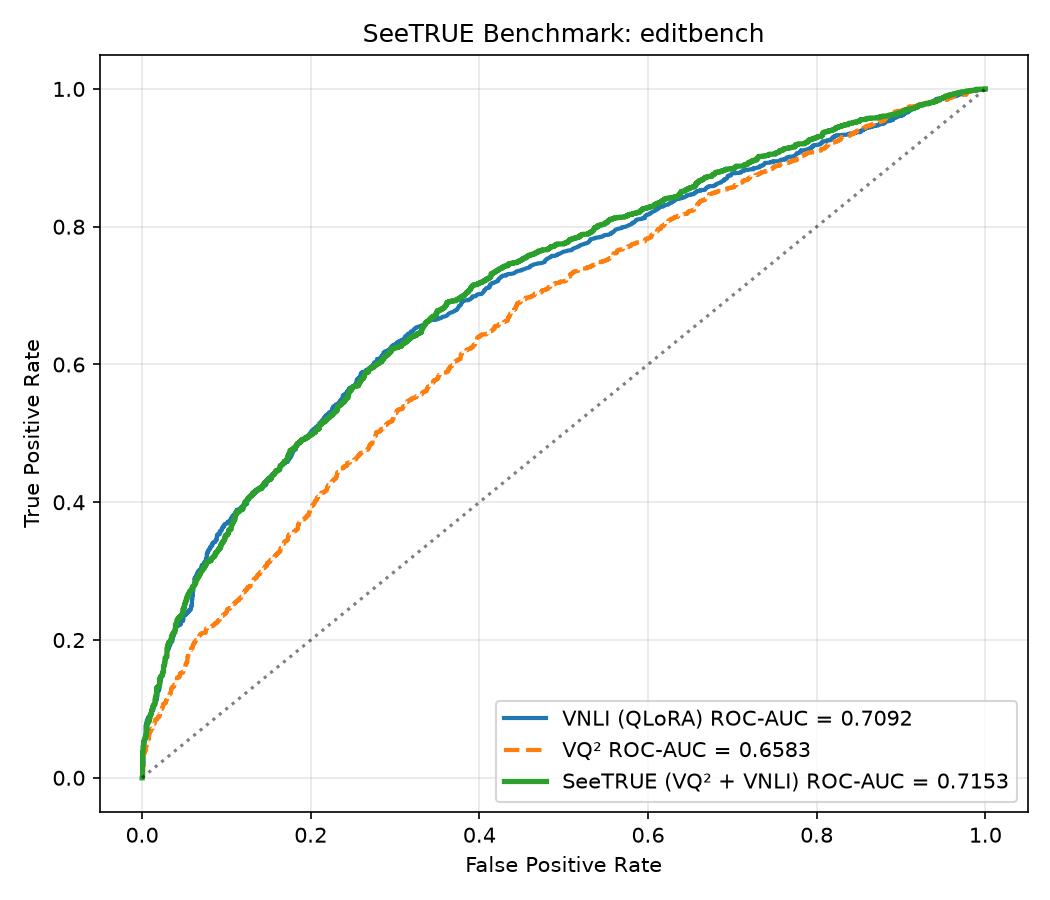 SeeTRUE Benchmark: editbench
True Positive Rate
1.0
0.8
0.6
0.4
0.2
0.0
VNLI (QLoRA) ROC-AUC = 0.7092
VQ² ROC-AUC = 0.6583
SeeTRUE (VQ² + VNLI) ROC-AUC = 0.7153
0.0 0.2 0.4 0.6 0.8 1.0
False Positive Rate